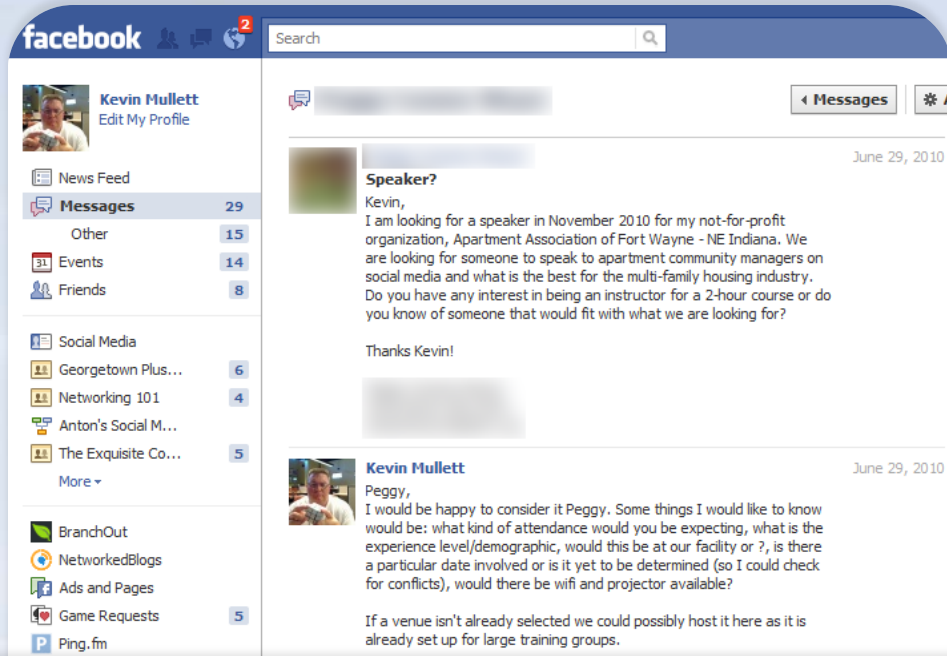 facebook
2
Search
Kevin Mullett
Edit My Profile
News Feed
Messages 29
Other 15
31 Events 14
Friends 8
Social Media
Georgetown Plus... 6
Networking 101 4
Anton's Social M...
The Exquisite Co... 5
More
BranchOut
NetworkedBlogs
Ads and Pages
Game Requests 5
P Ping.fm
Messages
June 29, 2010
Speaker?
Kevin,
I am looking for a speaker in November 2010 for my not-for-profit
organization, Apartment Association of Fort Wayne - NE Indiana. We
are looking for someone to speak to apartment community managers on
social media and what is the best for the multi-family housing industry.
Do you have any interest in being an instructor for a 2-hour course or do
you know of someone that would fit with what we are looking for?
Thanks Kevin!
Kevin Mullett
June 29, 2010
Peggy,
I would be happy to consider it Peggy. Some things I would like to know
would be: what kind of attendance would you be expecting, what is the
experience level/demographic, would this be at our facility or ?, is there
a particular date involved or is it yet to be determined (so I could check
for conflicts), would there be wifi and projector available?
If a venue isn't already selected we could possibly host it here as it is
already set up for large training groups.